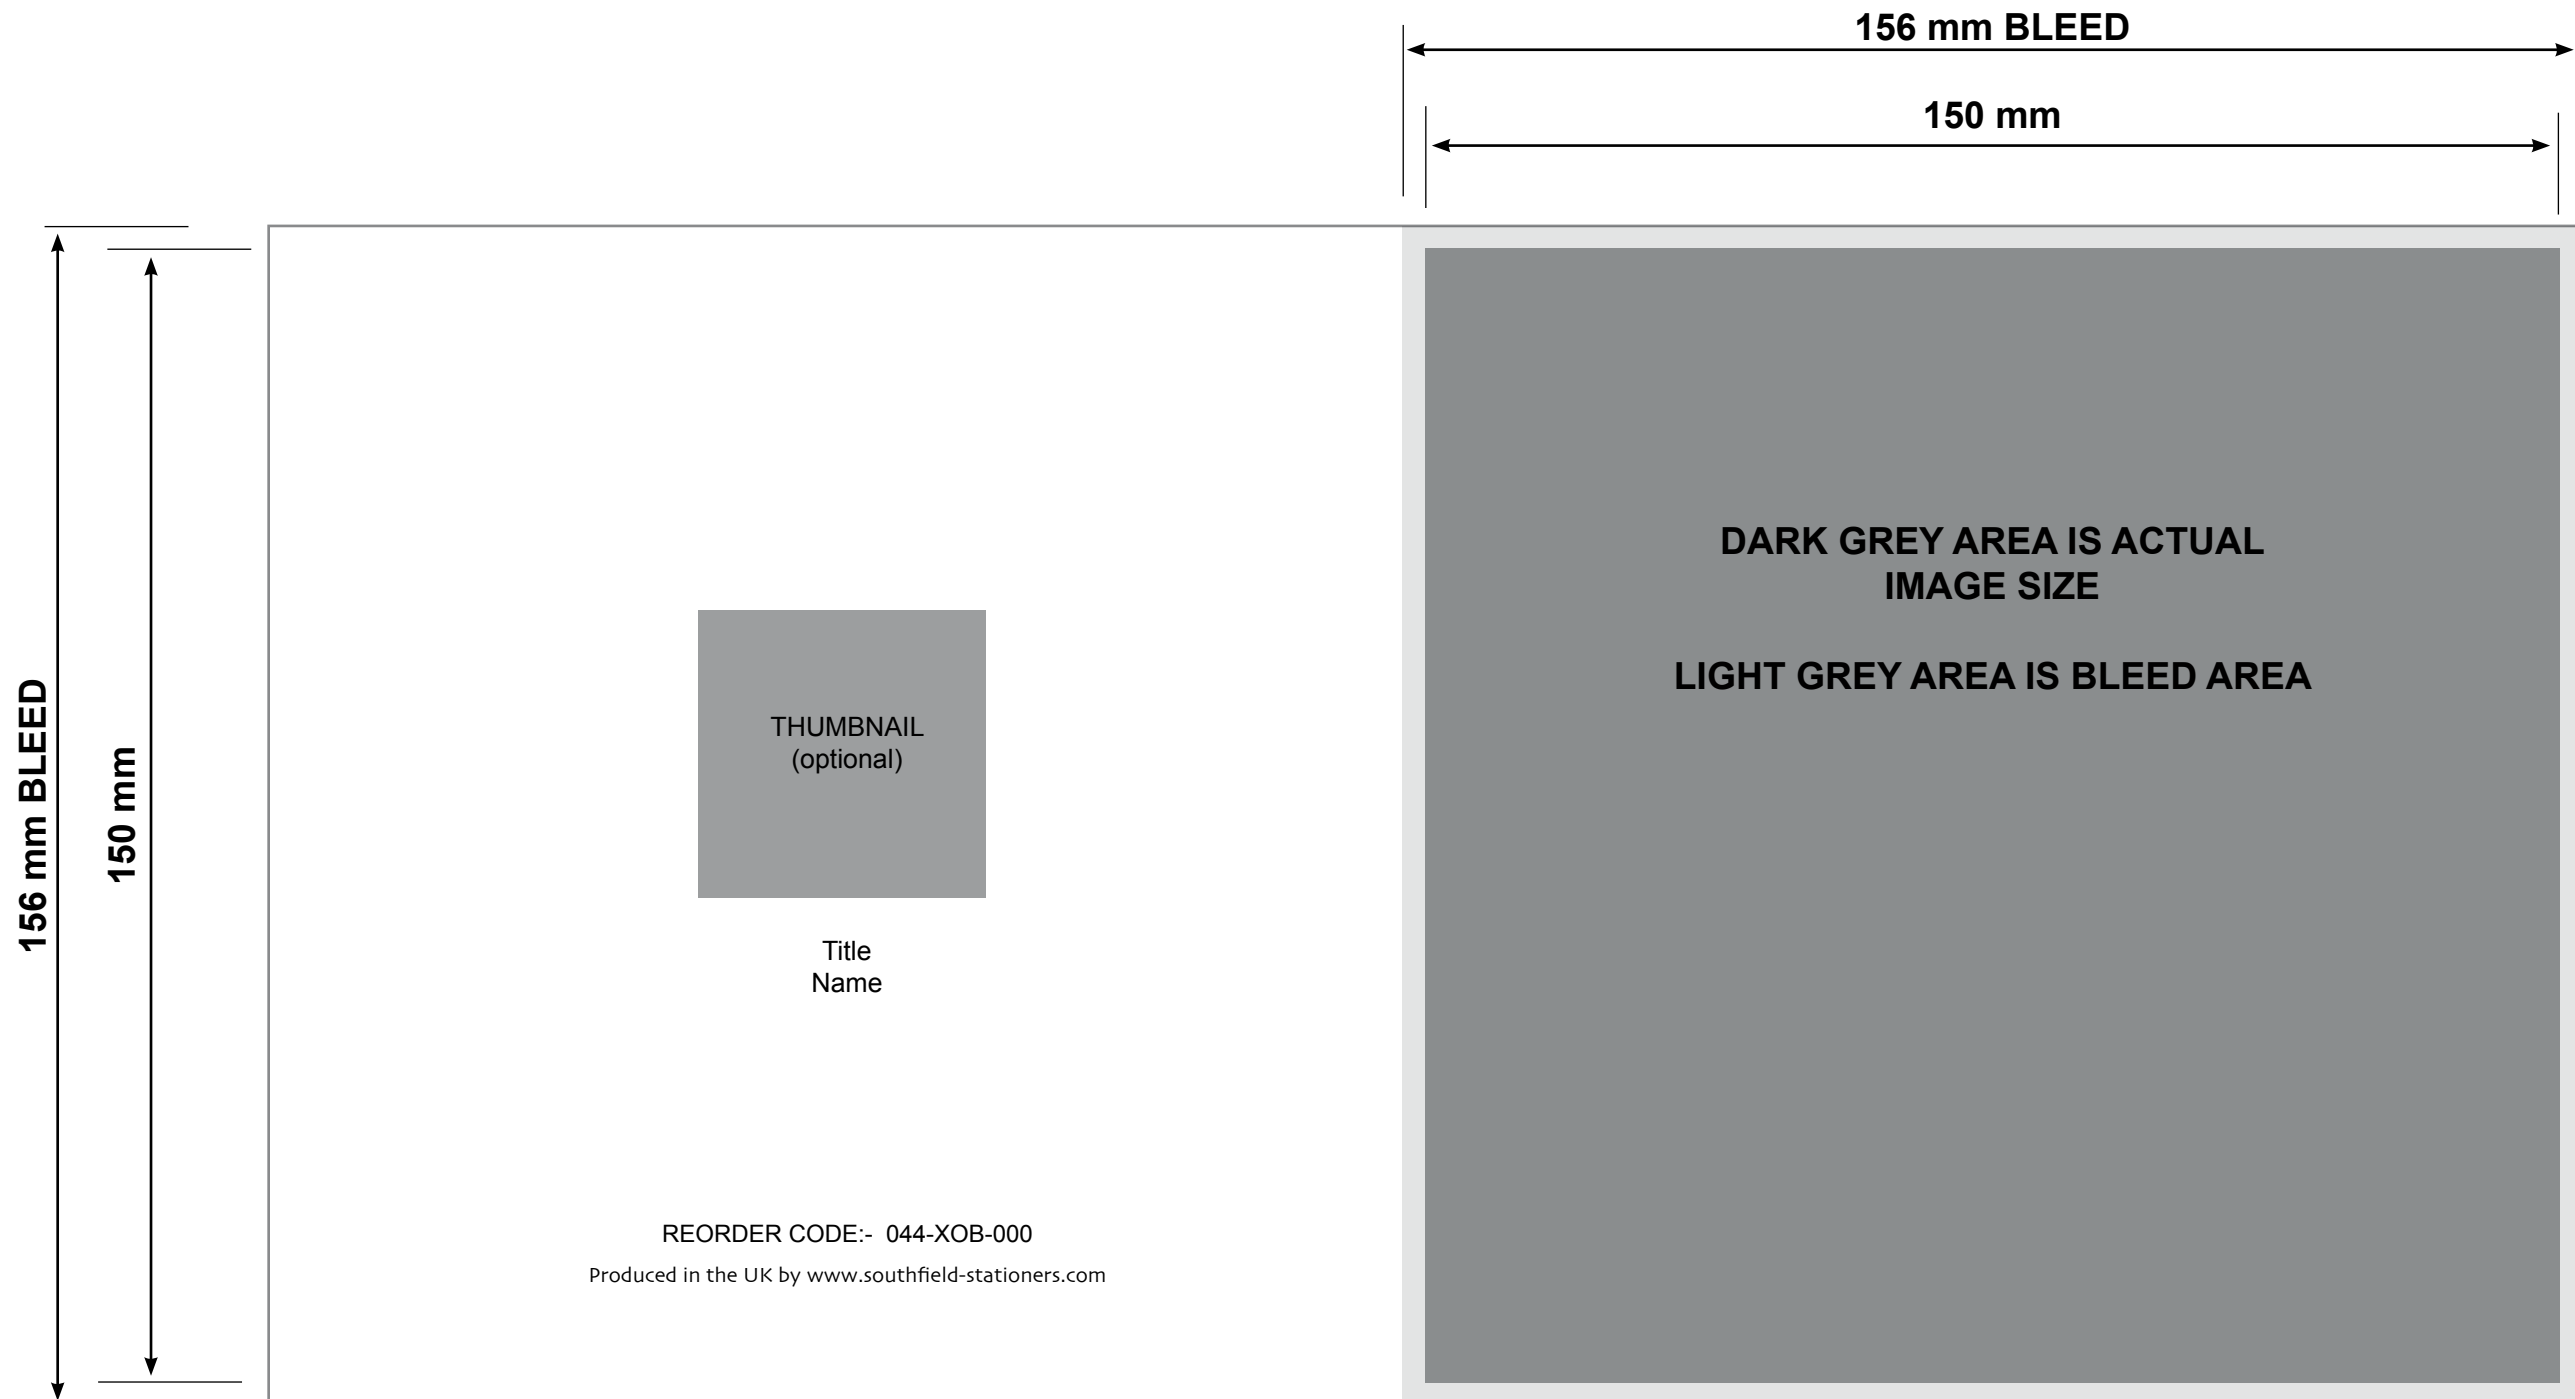 156 mm BLEED
150 mm
156 mm BLEED
150 mm
DARK GREY AREA IS ACTUAL
IMAGE SIZE
LIGHT GREY AREA IS BLEED AREA
THUMBNAIL
(optional)
Title
Name
REORDER CODE:-  044-XOB-000
Produced in the UK by www.southfield-stationers.com